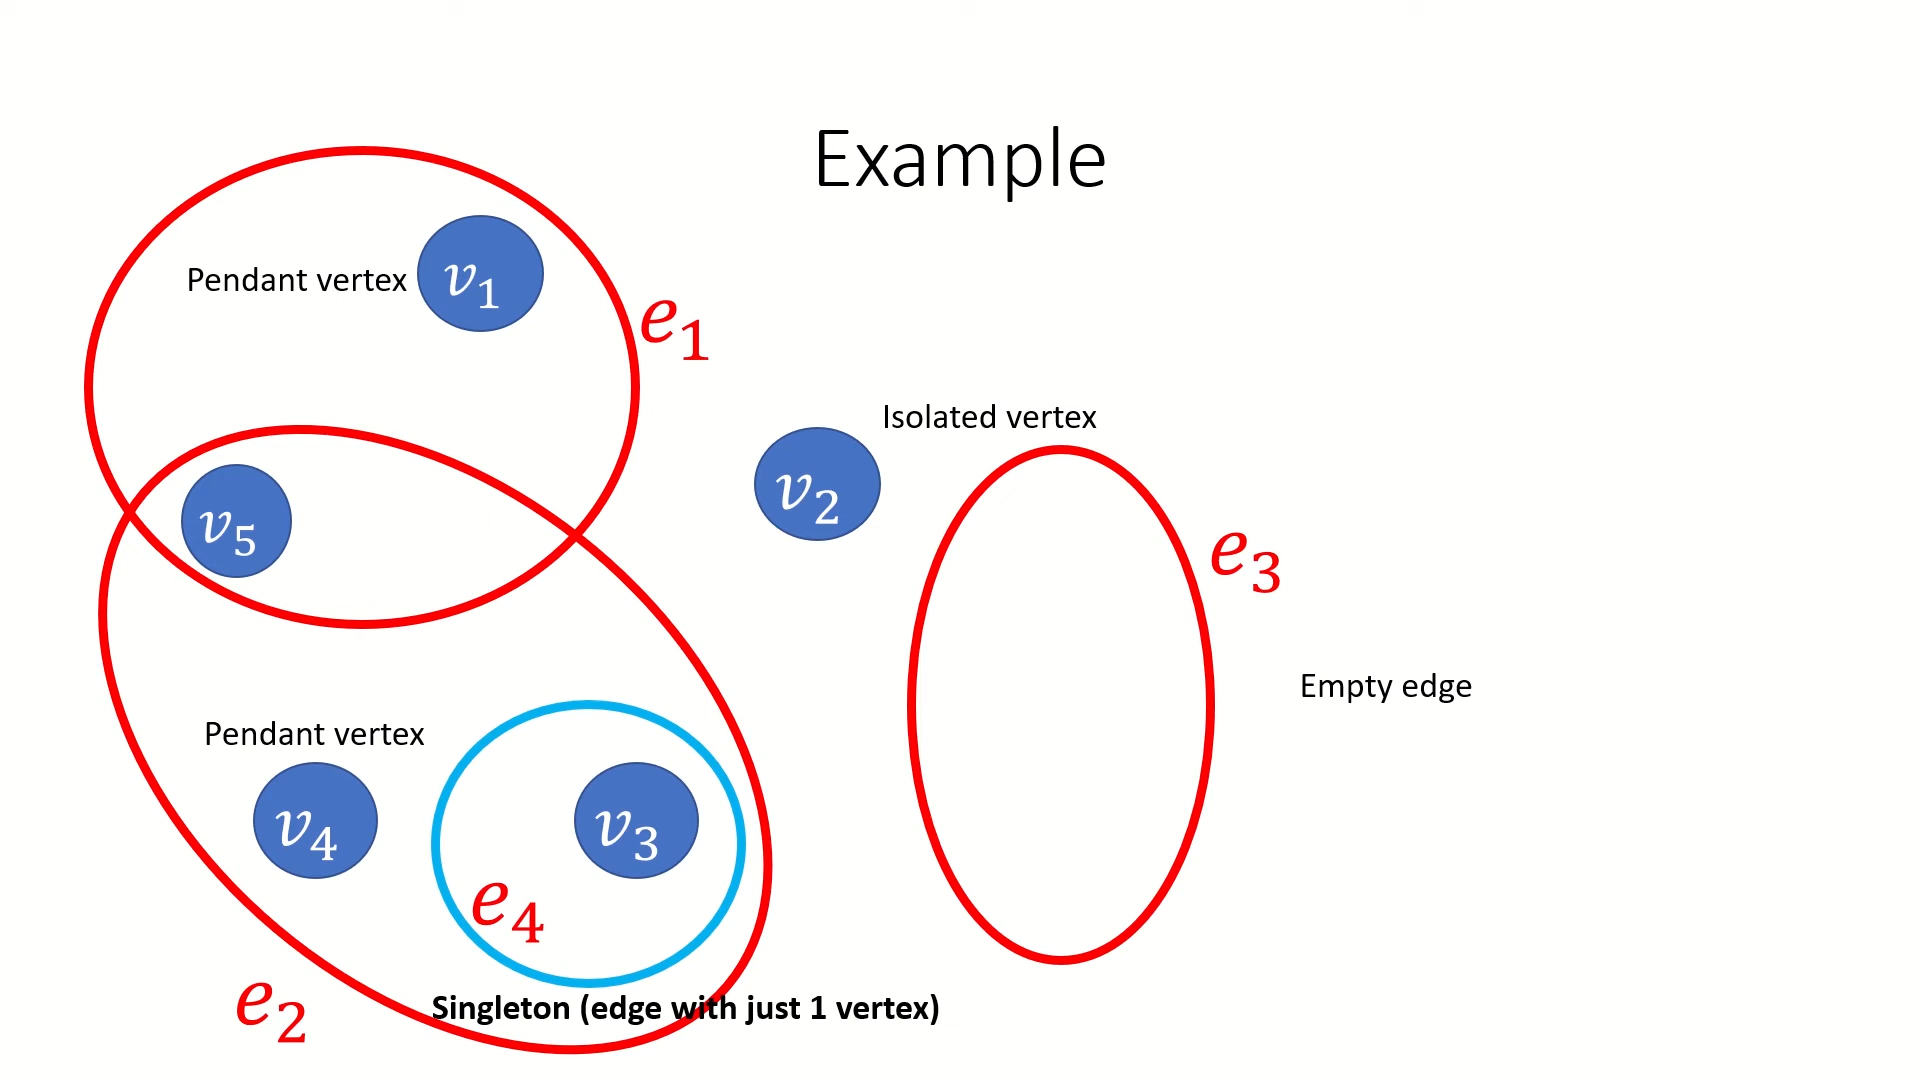 Example
Pendant vertex
v₁
e₁
Isolated vertex
v₂
v₅
e₃
Empty edge
Pendant vertex
v₄
v₃
e₄
e₂
Singleton (edge with just 1 vertex)